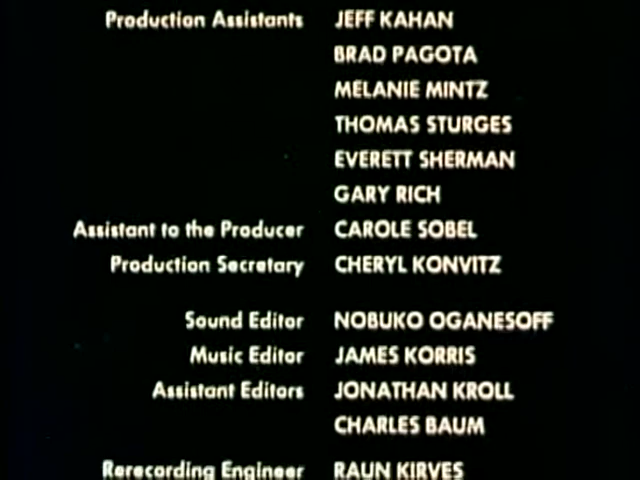 Production Assistants JEFF KAHAN
BRAD PAGOTA
MELANIE MINTZ
THOMAS STURGES
EVERETT SHERMAN
GARY RICH
Assistant to the Producer CAROLE SOBEL
Production Secretary CHERYL KONVITZ
Sound Editor NOBUKO OGANESOFF
Music Editor JAMES KORRIS
Assistant Editors JONATHAN KROLL
CHARLES BAUM
Rerecording Engineer RAUN KIRVES